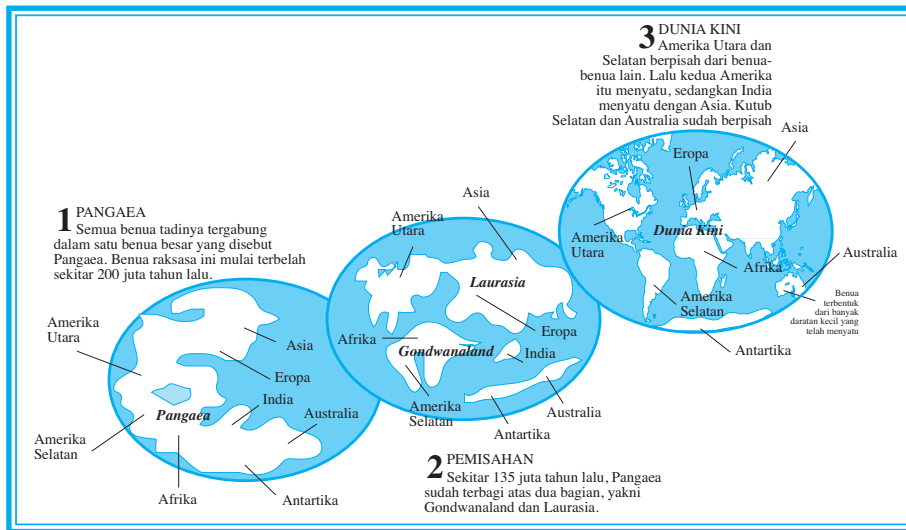 1 PANGAEA
Semua benua tadinya tergabung
dalam satu benua besar yang disebut
Pangaea. Benua raksasa ini mulai terbelah
sekitar 200 juta tahun lalu.
Amerika
Utara
Asia
Eropa
India
Australia
Pangaea
Amerika
Selatan
Afrika
Antartika
Asia
Amerika
Utara
Laurasia
Eropa
Afrika
Gondwanaland
India
Amerika
Selatan
Australia
Antartika
2 PEMISAHAN
Sekitar 135 juta tahun lalu, Pangaea
sudah terbagi atas dua bagian, yakni
Gondwanaland dan Laurasia.
3 DUNIA KINI
Amerika Utara dan
Selatan berpisah dari benua-
benua lain. Lalu kedua Amerika
itu menyatu, sedangkan India
menyatu dengan Asia. Kutub
Selatan dan Australia sudah berpisah
Asia
Eropa
Amerika
Utara
Dunia Kini
Afrika
Australia
Amerika
Selatan
Benua
terbentuk
dari banyak
daratan kecil yang
telah menyatu
Antartika